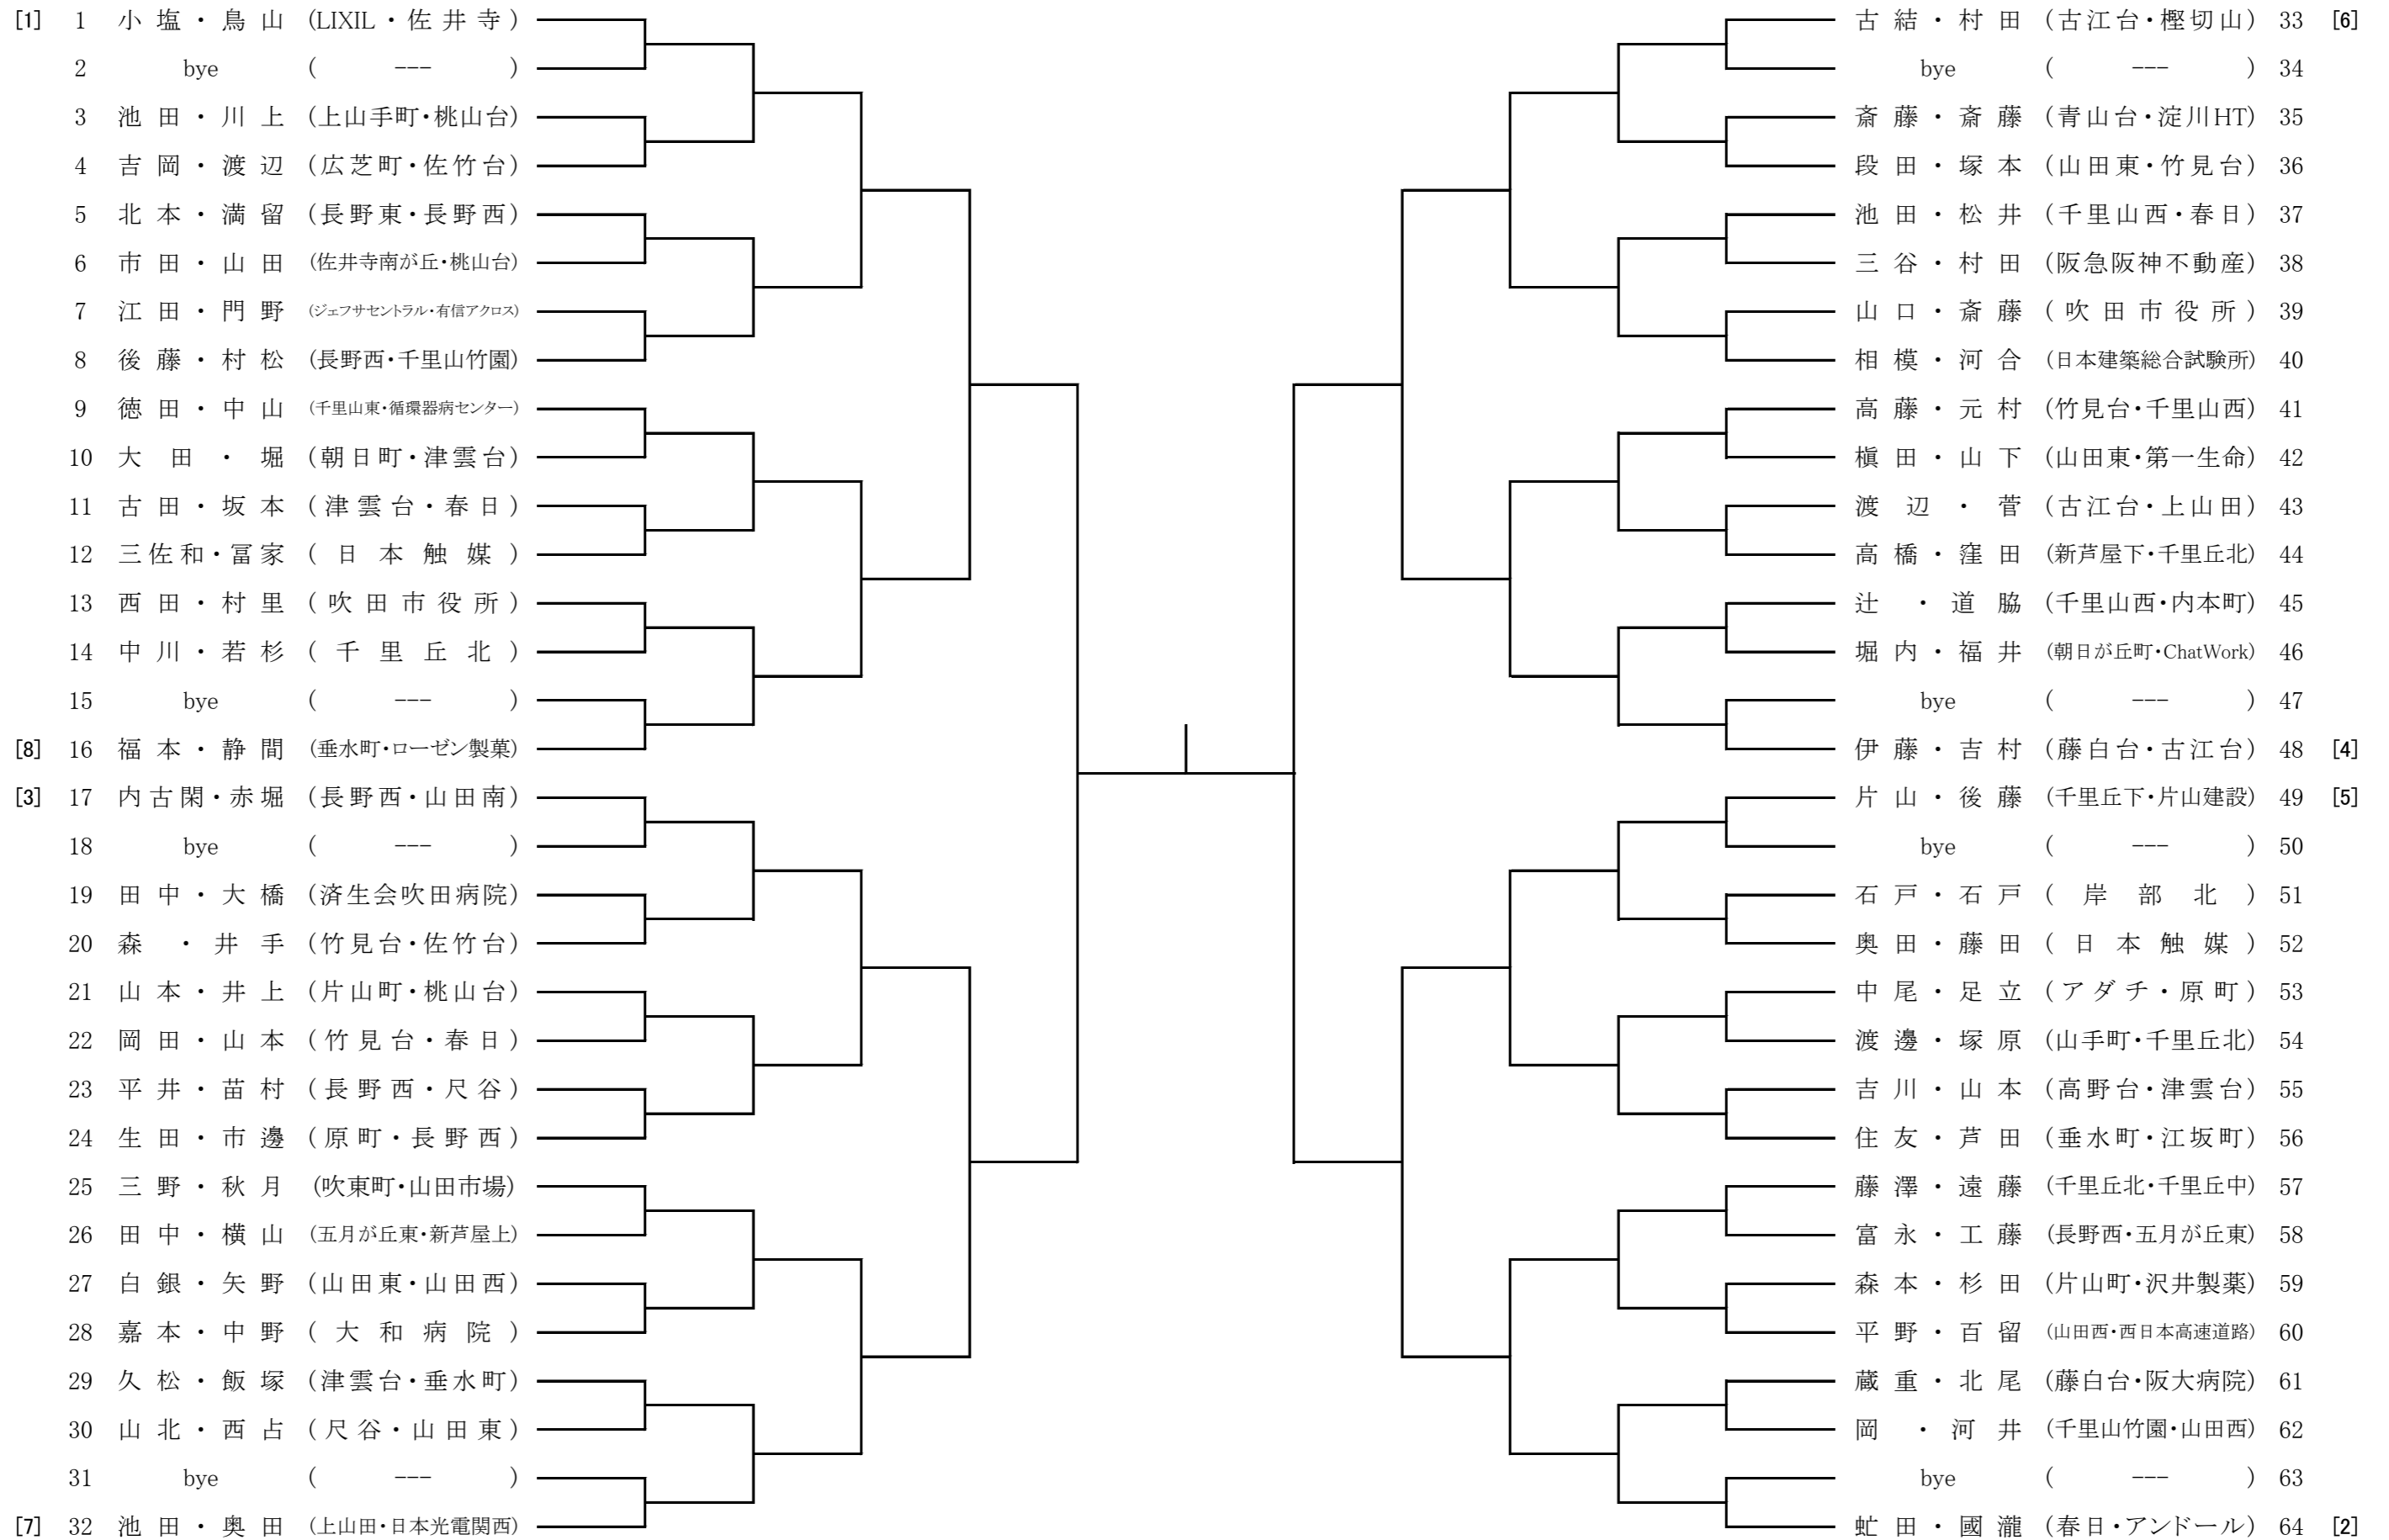 [1] 1 小塩・鳥山 (LIXIL・佐井寺)
2 bye ( --- )
3 池田・川上 (上山手町・桃山台)
4 吉岡・渡辺 (広芝町・佐竹台)
5 北本・満留 (長野東・長野西)
6 市田・山田 (佐井寺南が丘・桃山台)
7 江田・門野 (ジェフサセントラル・有信アクロス)
8 後藤・村松 (長野西・千里山竹園)
9 徳田・中山 (千里山東・循環器病センター)
10 大田・堀 (朝日町・津雲台)
11 古田・坂本 (津雲台・春日)
12 三佐和・冨家 (日本触媒)
13 西田・村里 (吹田市役所)
14 中川・若杉 (千里丘北)
15 bye ( --- )
[8] 16 福本・静間 (垂水町・ローゼン製菓)
[3] 17 内古閑・赤堀 (長野西・山田南)
18 bye ( --- )
19 田中・大橋 (済生会吹田病院)
20 森・井手 (竹見台・佐竹台)
21 山本・井上 (片山町・桃山台)
22 岡田・山本 (竹見台・春日)
23 平井・苗村 (長野西・尺谷)
24 生田・市邊 (原町・長野西)
25 三野・秋月 (吹東町・山田市場)
26 田中・横山 (五月が丘東・新芦屋上)
27 白銀・矢野 (山田東・山田西)
28 嘉本・中野 (大和病院)
29 久松・飯塚 (津雲台・垂水町)
30 山北・西占 (尺谷・山田東)
31 bye ( --- )
[7] 32 池田・奥田 (上山田・日本光電関西)
古結・村田 (古江台・樫切山) 33 [6]
bye ( --- ) 34
斎藤・斎藤 (青山台・淀川HT) 35
段田・塚本 (山田東・竹見台) 36
池田・松井 (千里山西・春日) 37
三谷・村田 (阪急阪神不動産) 38
山口・斎藤 (吹田市役所) 39
相模・河合 (日本建築総合試験所) 40
高藤・元村 (竹見台・千里山西) 41
槇田・山下 (山田東・第一生命) 42
渡辺・菅 (古江台・上山田) 43
高橋・窪田 (新芦屋下・千里丘北) 44
辻・道脇 (千里山西・内本町) 45
堀内・福井 (朝日が丘町・ChatWork) 46
bye ( --- ) 47
伊藤・吉村 (藤白台・古江台) 48 [4]
片山・後藤 (千里丘下・片山建設) 49 [5]
bye ( --- ) 50
石戸・石戸 (岸部北) 51
奥田・藤田 (日本触媒) 52
中尾・足立 (アダチ・原町) 53
渡邊・塚原 (山手町・千里丘北) 54
吉川・山本 (高野台・津雲台) 55
住友・芦田 (垂水町・江坂町) 56
藤澤・遠藤 (千里丘北・千里丘中) 57
富永・工藤 (長野西・五月が丘東) 58
森本・杉田 (片山町・沢井製薬) 59
平野・百留 (山田西・西日本高速道路) 60
蔵重・北尾 (藤白台・阪大病院) 61
岡・河井 (千里山竹園・山田西) 62
bye ( --- ) 63
虻田・國瀧 (春日・アンドール) 64 [2]